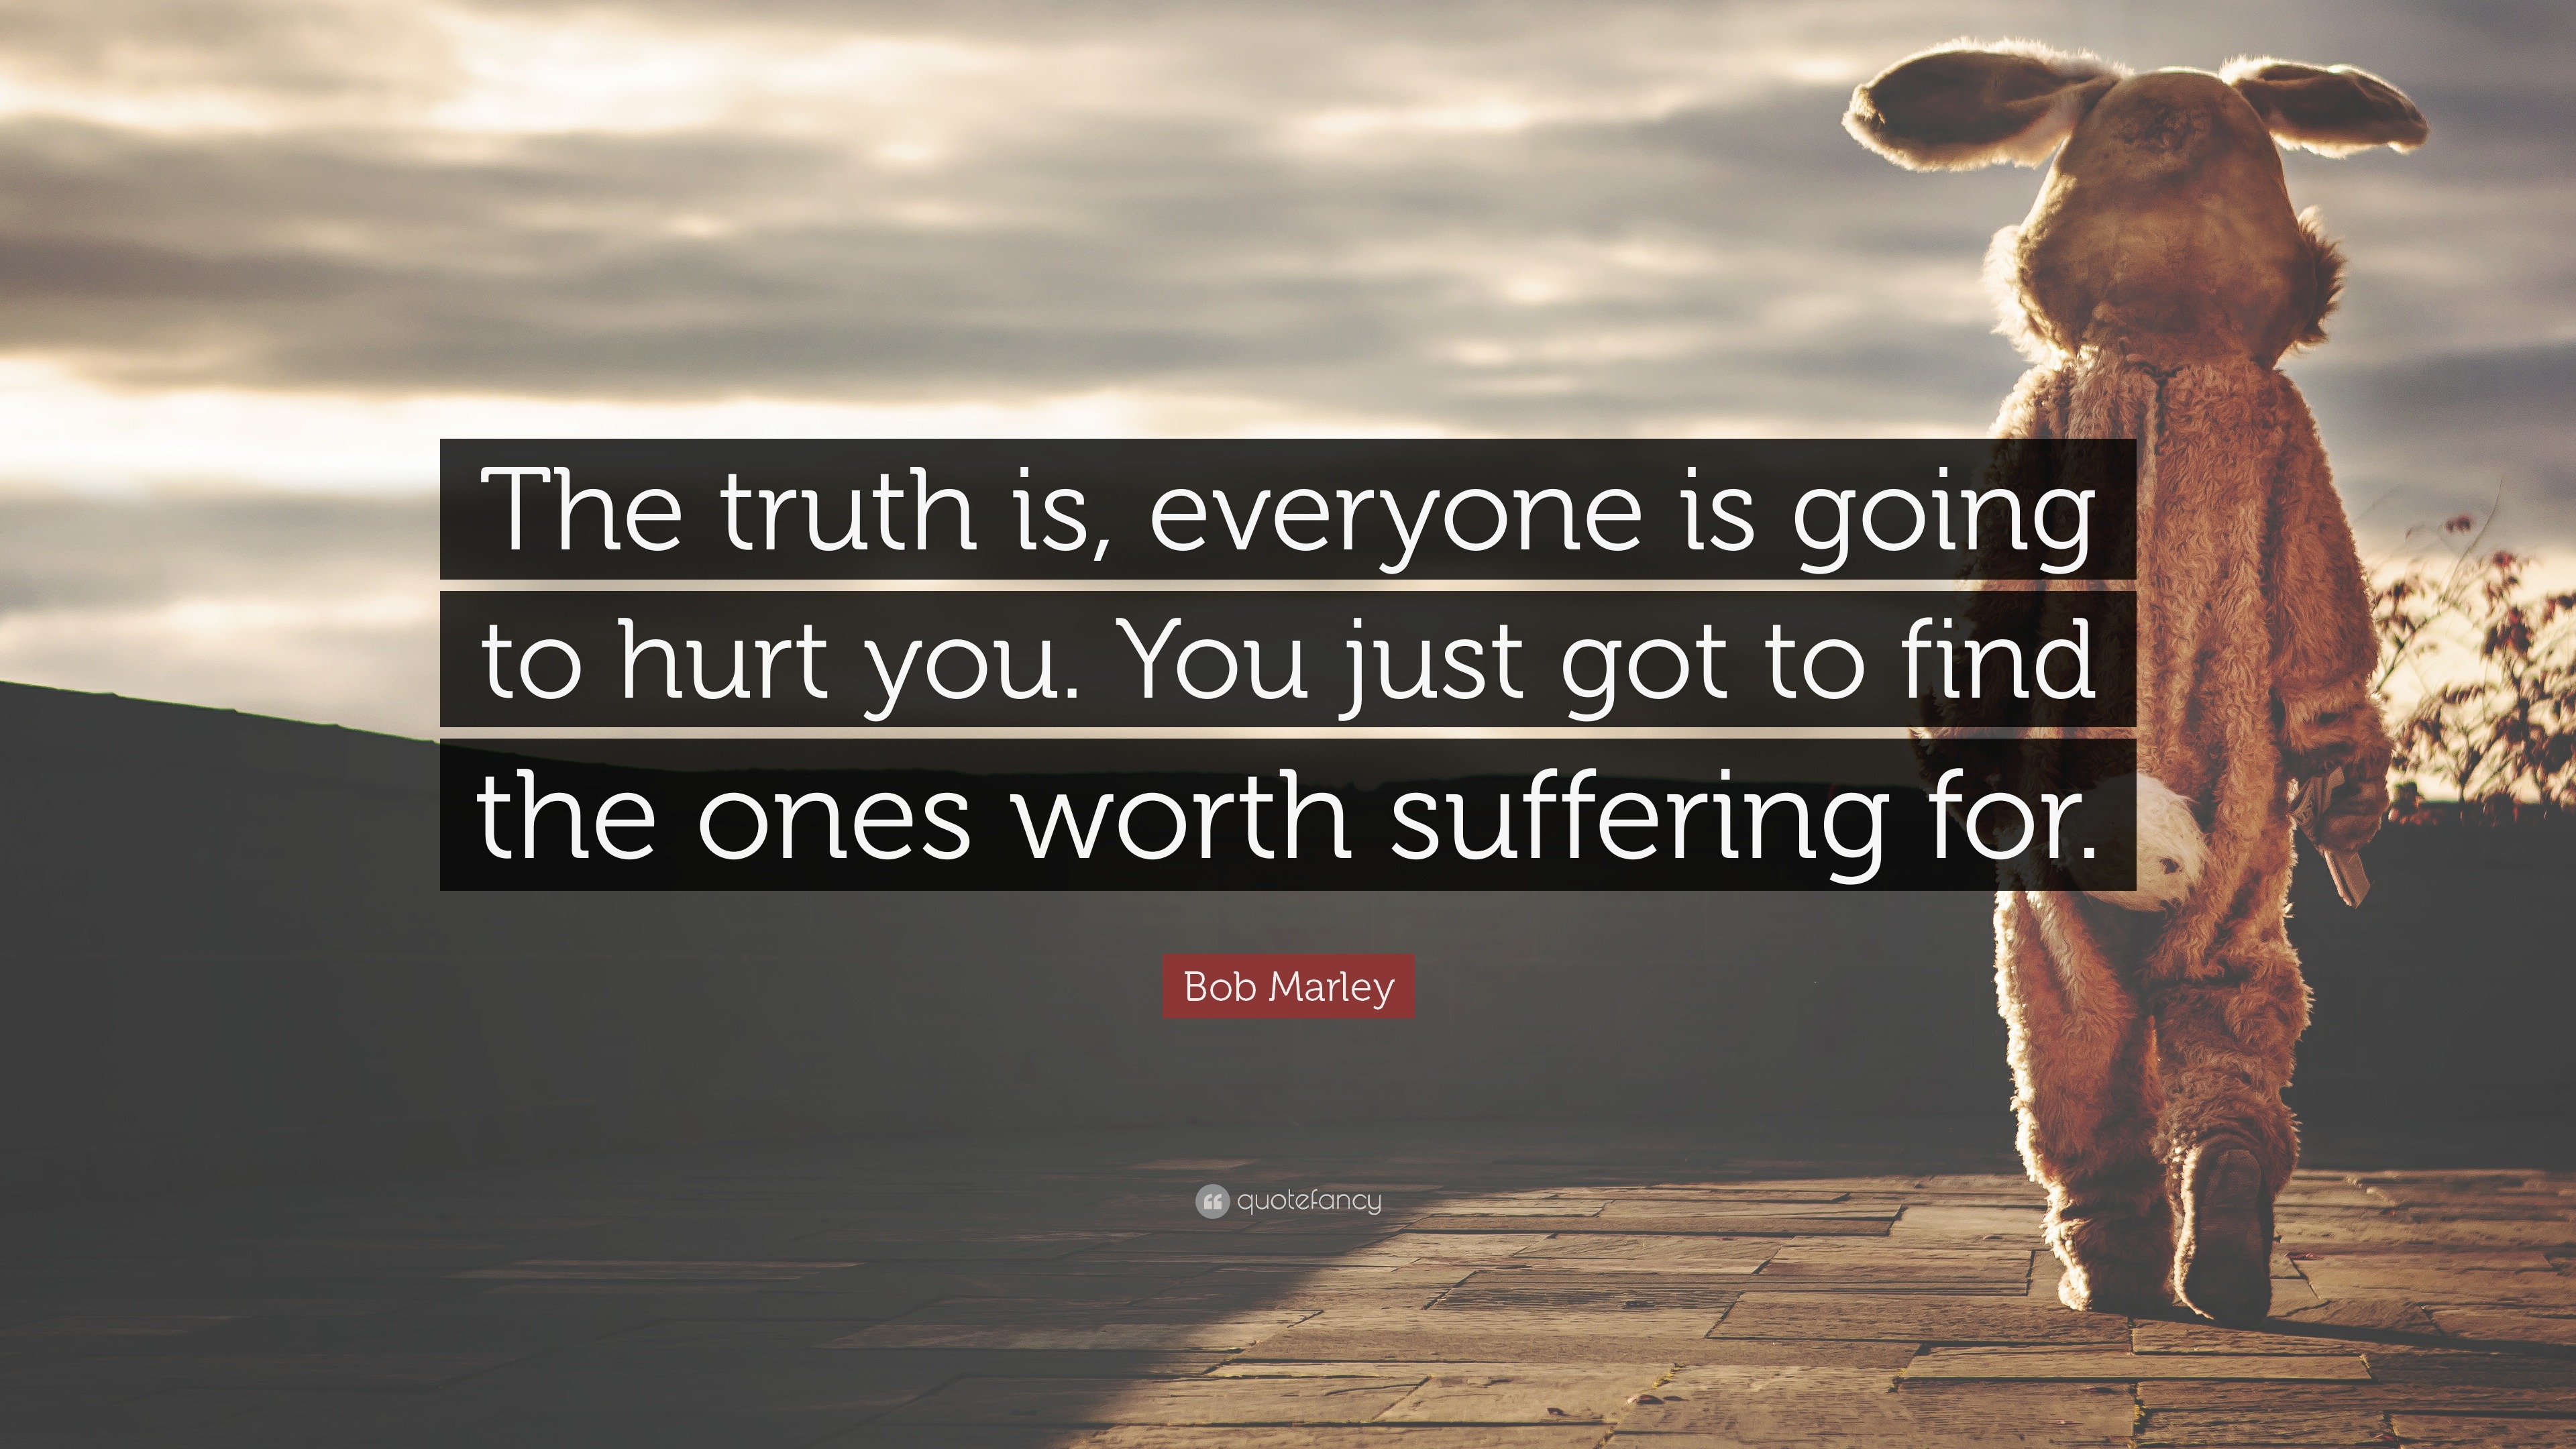 The truth is, everyone is going
to hurt you. You just got to find
the ones worth suffering for.
Bob Marley
quotefancy